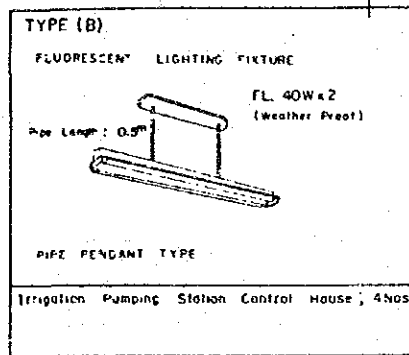 TYPE (B)
FLUORESCENT LIGHTING FIXTURE
FL. 40W x 2
(Weather Proof)
Pipe Length : 0.5m
PIPE PENDANT TYPE
Irrigation Pumping Station Control House ; 4Nos